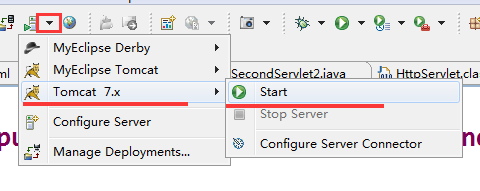 MyEclipse Derby
MyEclipse Tomcat
Tomcat 7.x
Configure Server
Manage Deployments...
SecondServlet2.java
HttpServlet.cla
Start
Stop Server
Configure Server Connector